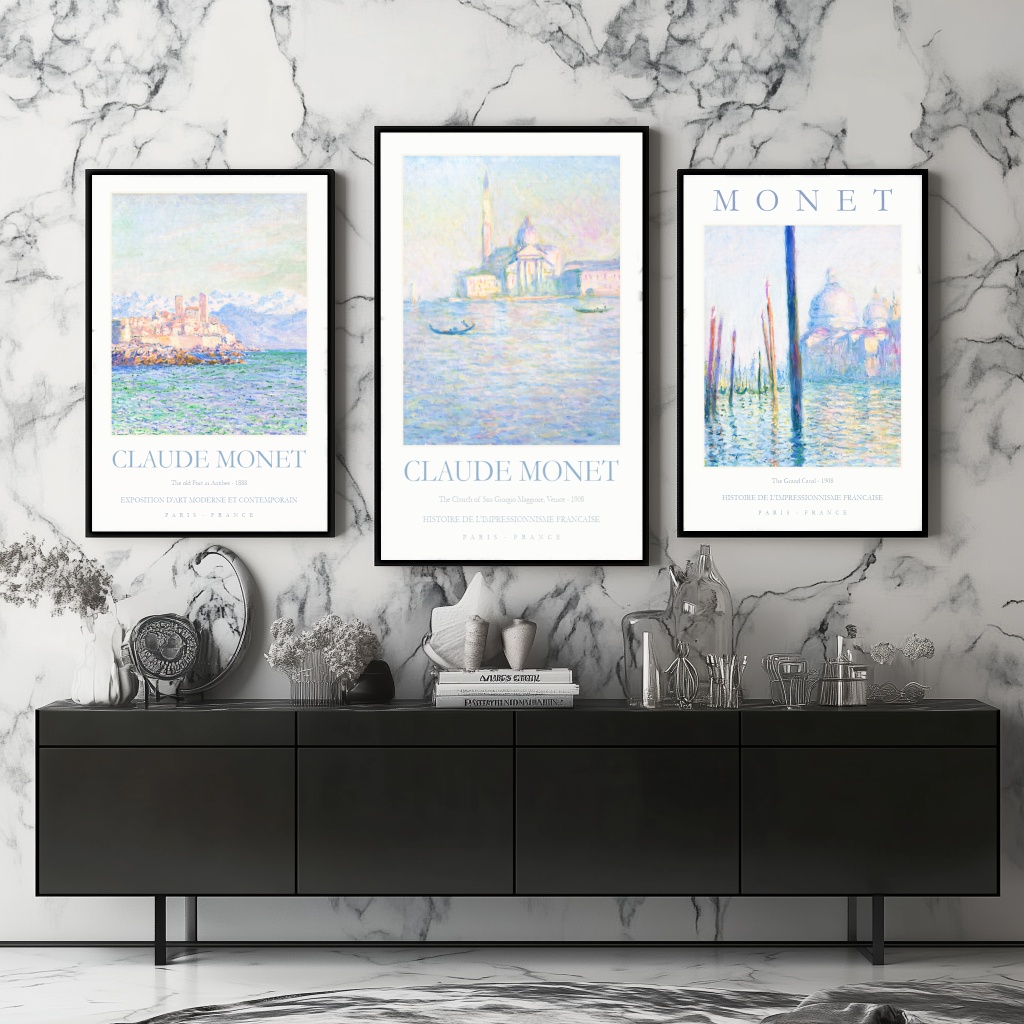 CLAUDE MONET
The old Fort in Antibes - 1888
EXPOSITION D'ART MODERNE ET CONTEMPORAIN
PARIS - FRANCE
CLAUDE MONET
The Church of San Giorgio Maggiore, Venice - 1908
HISTOIRE DE L'IMPRESSIONNISME FRANCAISE
PARIS - FRANCE
MONET
The Grand Canal - 1908
HISTOIRE DE L'IMPRESSIONNISME FRANCAISE
PARIS - FRANCE